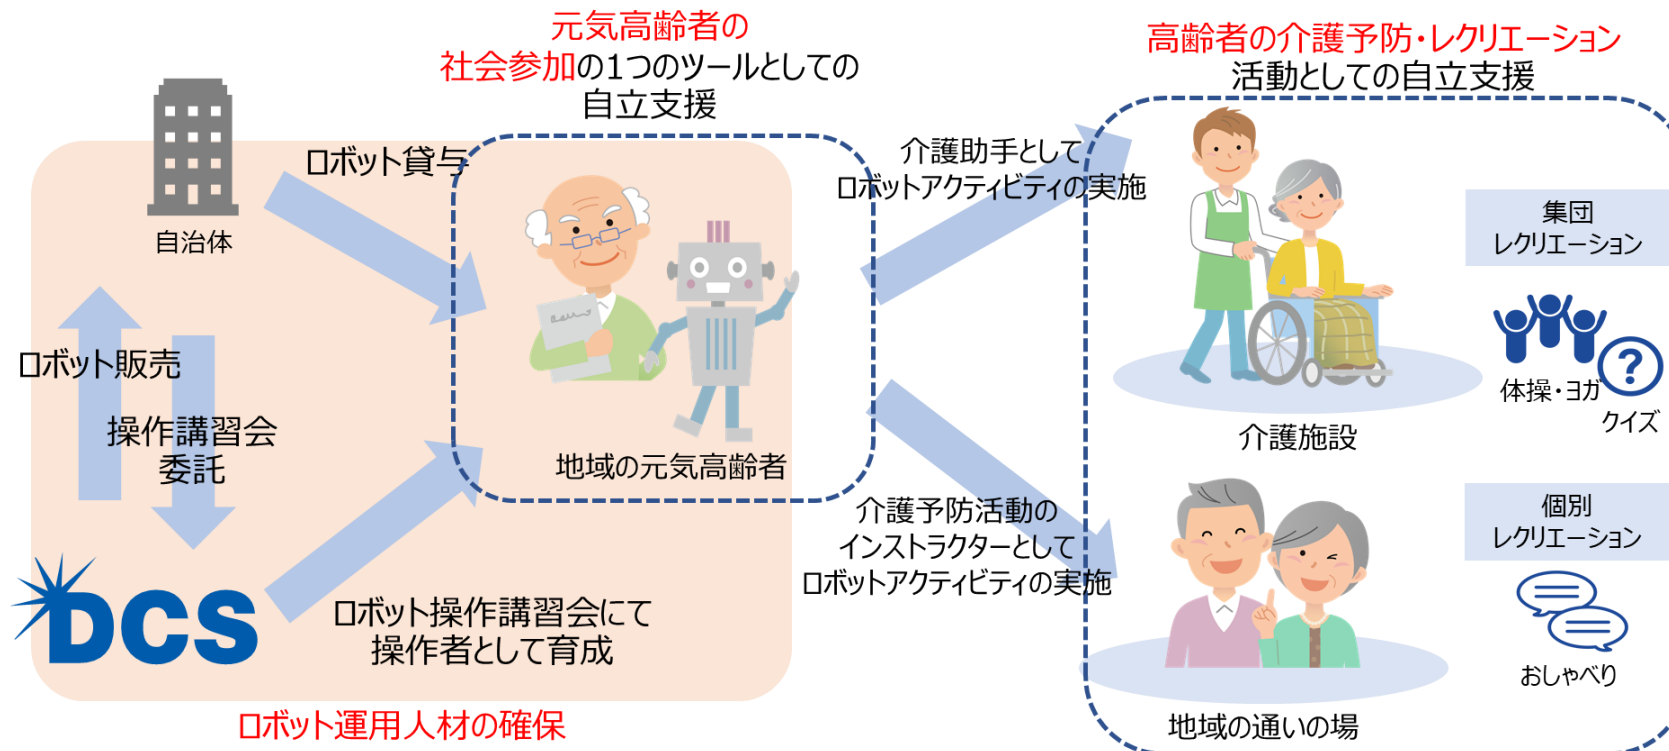 元気高齢者の
社会参加の1つのツールとしての
自立支援
高齢者の介護予防・レクリエーション
活動としての自立支援
自治体
ロボット貸与
ロボット販売
操作講習会
委託
DCS
ロボット操作講習会にて
操作者として育成
ロボット運用人材の確保
地域の元気高齢者
介護助手として
ロボットアクティビティの実施
介護予防活動の
インストラクターとして
ロボットアクティビティの実施
介護施設
集団
レクリエーション
体操・ヨガ
?
クイズ
地域の通いの場
個別
レクリエーション
おしゃべり